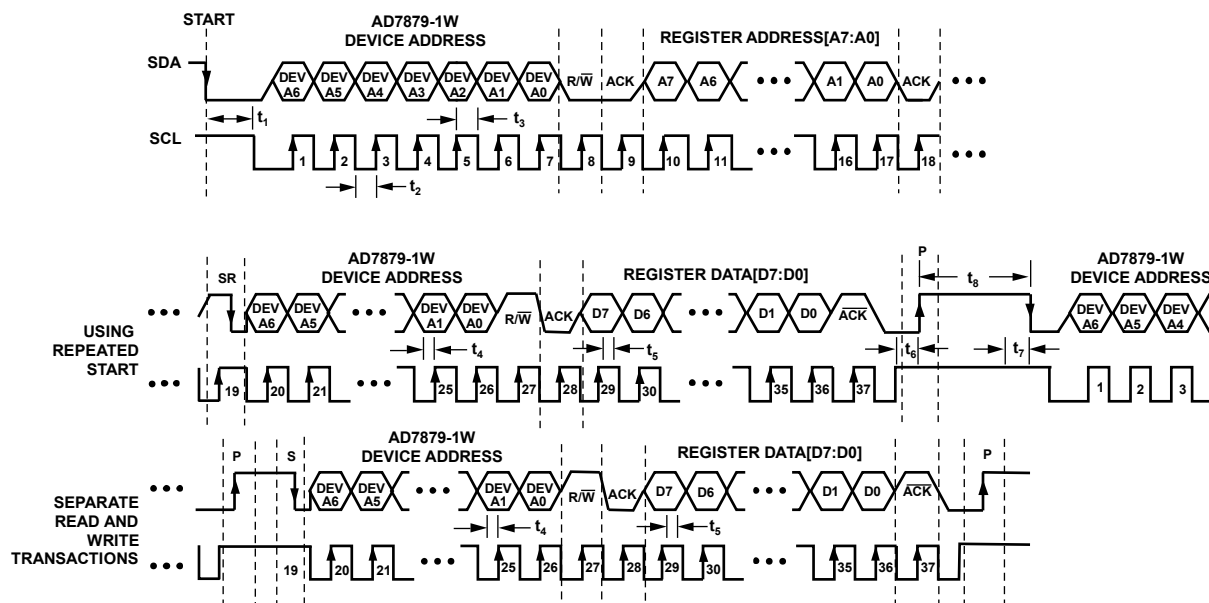 START
AD7879-1W
DEVICE ADDRESS
REGISTER ADDRESS[A7:A0]
SDA
DEV A6 DEV A5 DEV A4 DEV A3 DEV A2 DEV A1 DEV A0 R/W̅ ACK A7 A6 ••• A1 A0 ACK •••
t1 t3
SCL
1 2 3 4 5 6 7 8 9 10 11 ••• 16 17 18 •••
t2
SR
AD7879-1W
DEVICE ADDRESS
REGISTER DATA[D7:D0]
P
t8
AD7879-1W
DEVICE ADDRESS
••• DEV A6 DEV A5 ••• DEV A1 DEV A0 R/W̅ ACK D7 D6 ••• D1 D0 A̅C̅K̅ DEV A6 DEV A5 DEV A4
USING
REPEATED
START
t4 t5 t6 t7
••• 19 20 21 ••• 25 26 27 28 29 30 ••• 35 36 37 1 2 3
P S
AD7879-1W
DEVICE ADDRESS
REGISTER DATA[D7:D0]
P
••• DEV A6 DEV A5 ••• DEV A1 DEV A0 R/W̅ ACK D7 D6 ••• D1 D0 A̅C̅K̅
SEPARATE
READ AND
WRITE
TRANSACTIONS
t4 t5
••• 19 20 21 ••• 25 26 27 28 29 30 ••• 35 36 37